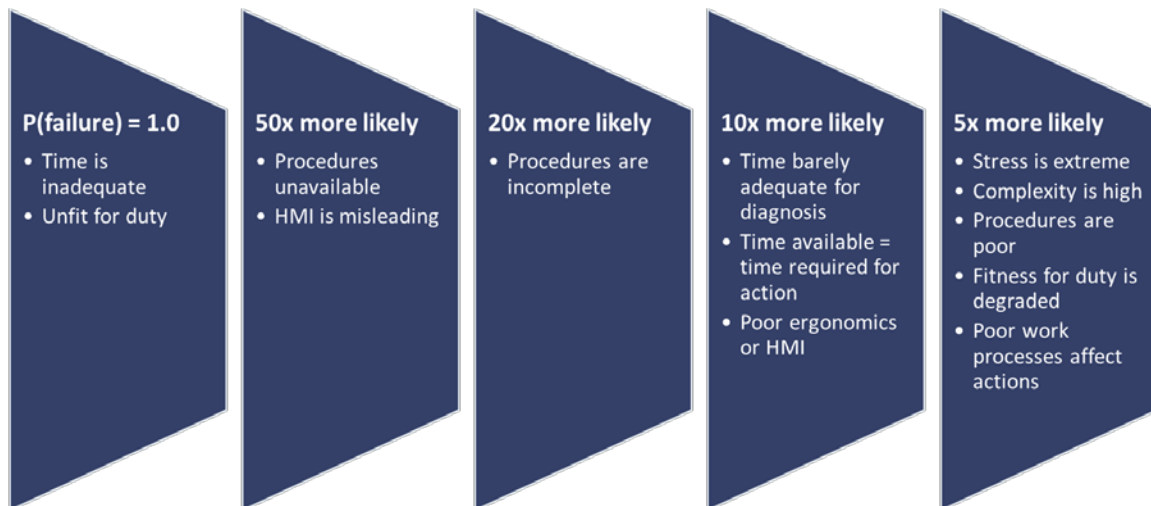 P(failure) = 1.0
• Time is
inadequate
• Unfit for duty
50x more likely
• Procedures
unavailable
• HMI is misleading
20x more likely
• Procedures are
incomplete
10x more likely
• Time barely
adequate for
diagnosis
• Time available =
time required for
action
• Poor ergonomics
or HMI
5x more likely
• Stress is extreme
• Complexity is high
• Procedures are
poor
• Fitness for duty is
degraded
• Poor work
processes affect
actions